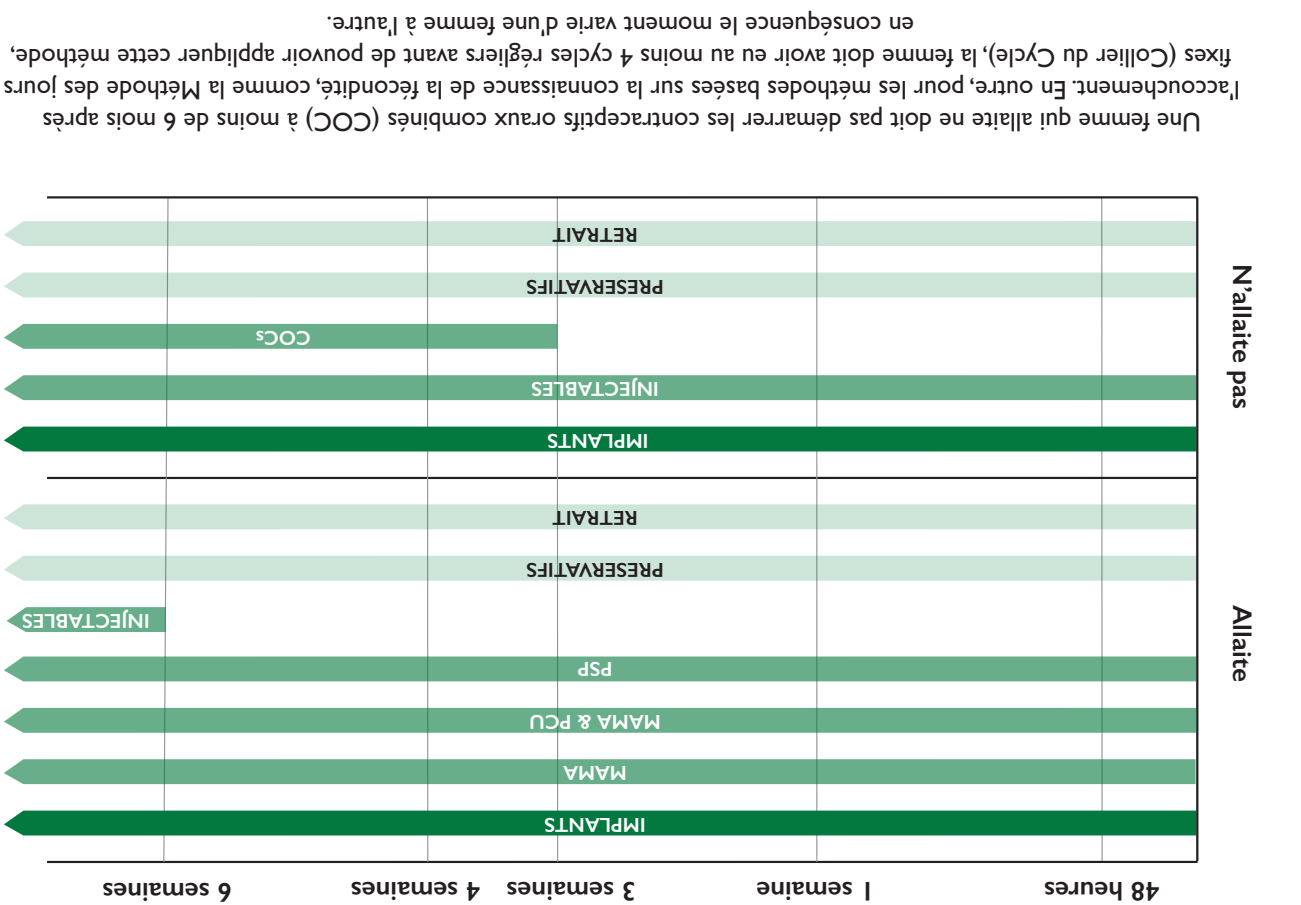 48 heures
1 semaine
3 semaines
4 semaines
6 semaines
Allaite
IMPLANTS
MAMA
MAMA & PCU
PSP
INJECTABLES
PRESERVATIFS
RETRAIT
N'allaite pas
IMPLANTS
INJECTABLES
COCs
PRESERVATIFS
RETRAIT
Une femme qui allaite ne doit pas démarrer les contraceptifs oraux combinés (COC) à moins de 6 mois après
l'accouchement. En outre, pour les méthodes basées sur la connaissance de la fécondité, comme la Méthode des jours
fixes (Collier du Cycle), la femme doit avoir eu au moins 4 cycles réguliers avant de pouvoir appliquer cette méthode,
en conséquence le moment varie d'une femme à l'autre.